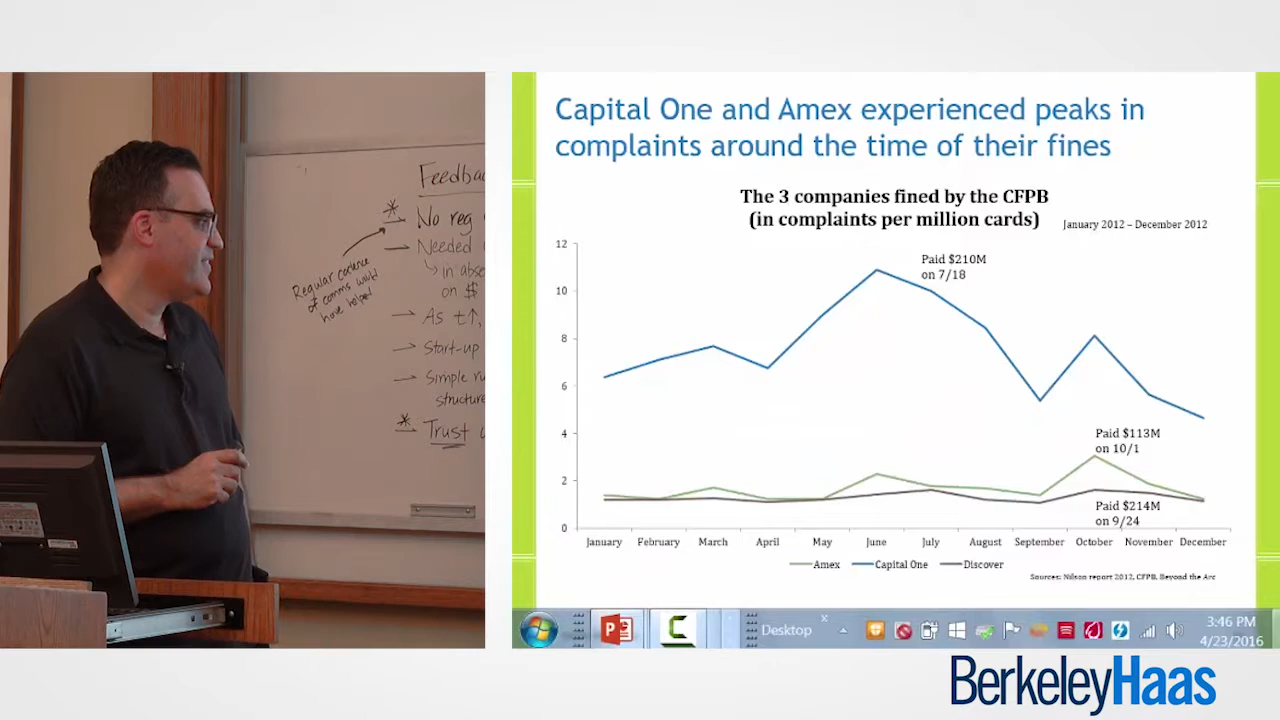 Feedbac
No reg
Needed
in abso
on $
Regular cadence
of comms would
have helped
As t↑,
Start-up
Simple ru
structure
Trust u
Capital One and Amex experienced peaks in
complaints around the time of their fines
The 3 companies fined by the CFPB
(in complaints per million cards)
January 2012 – December 2012
12
10
8
6
4
2
0
Paid $210M
on 7/18
Paid $113M
on 10/1
Paid $214M
on 9/24
January February March April May June July August September October November December
Amex Capital One Discover
Sources: Nilson report 2012, CFPB, Beyond the Arc
Desktop
3:46 PM
4/23/2016
BerkeleyHaas